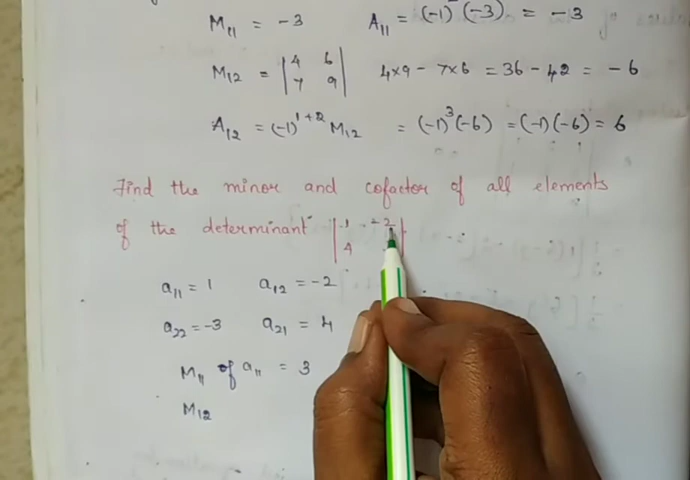 M₁₁ = -3 A₁₁ = (-1) (-3) = -3
M₁₂ = |4 6| 4×9 - 7×6 = 36 - 42 = -6
|7 9|
A₁₂ = (-1)¹⁺² M₁₂ = (-1)³(-6) = (-1)(-6) = 6
Find the minor and cofactor of all elements
of the determinant |1 -2|
|4
a₁₁ = 1 a₁₂ = -2
a₂₂ = -3 a₂₁ = 4
M₁₁ of a₁₁ = 3
M₁₂